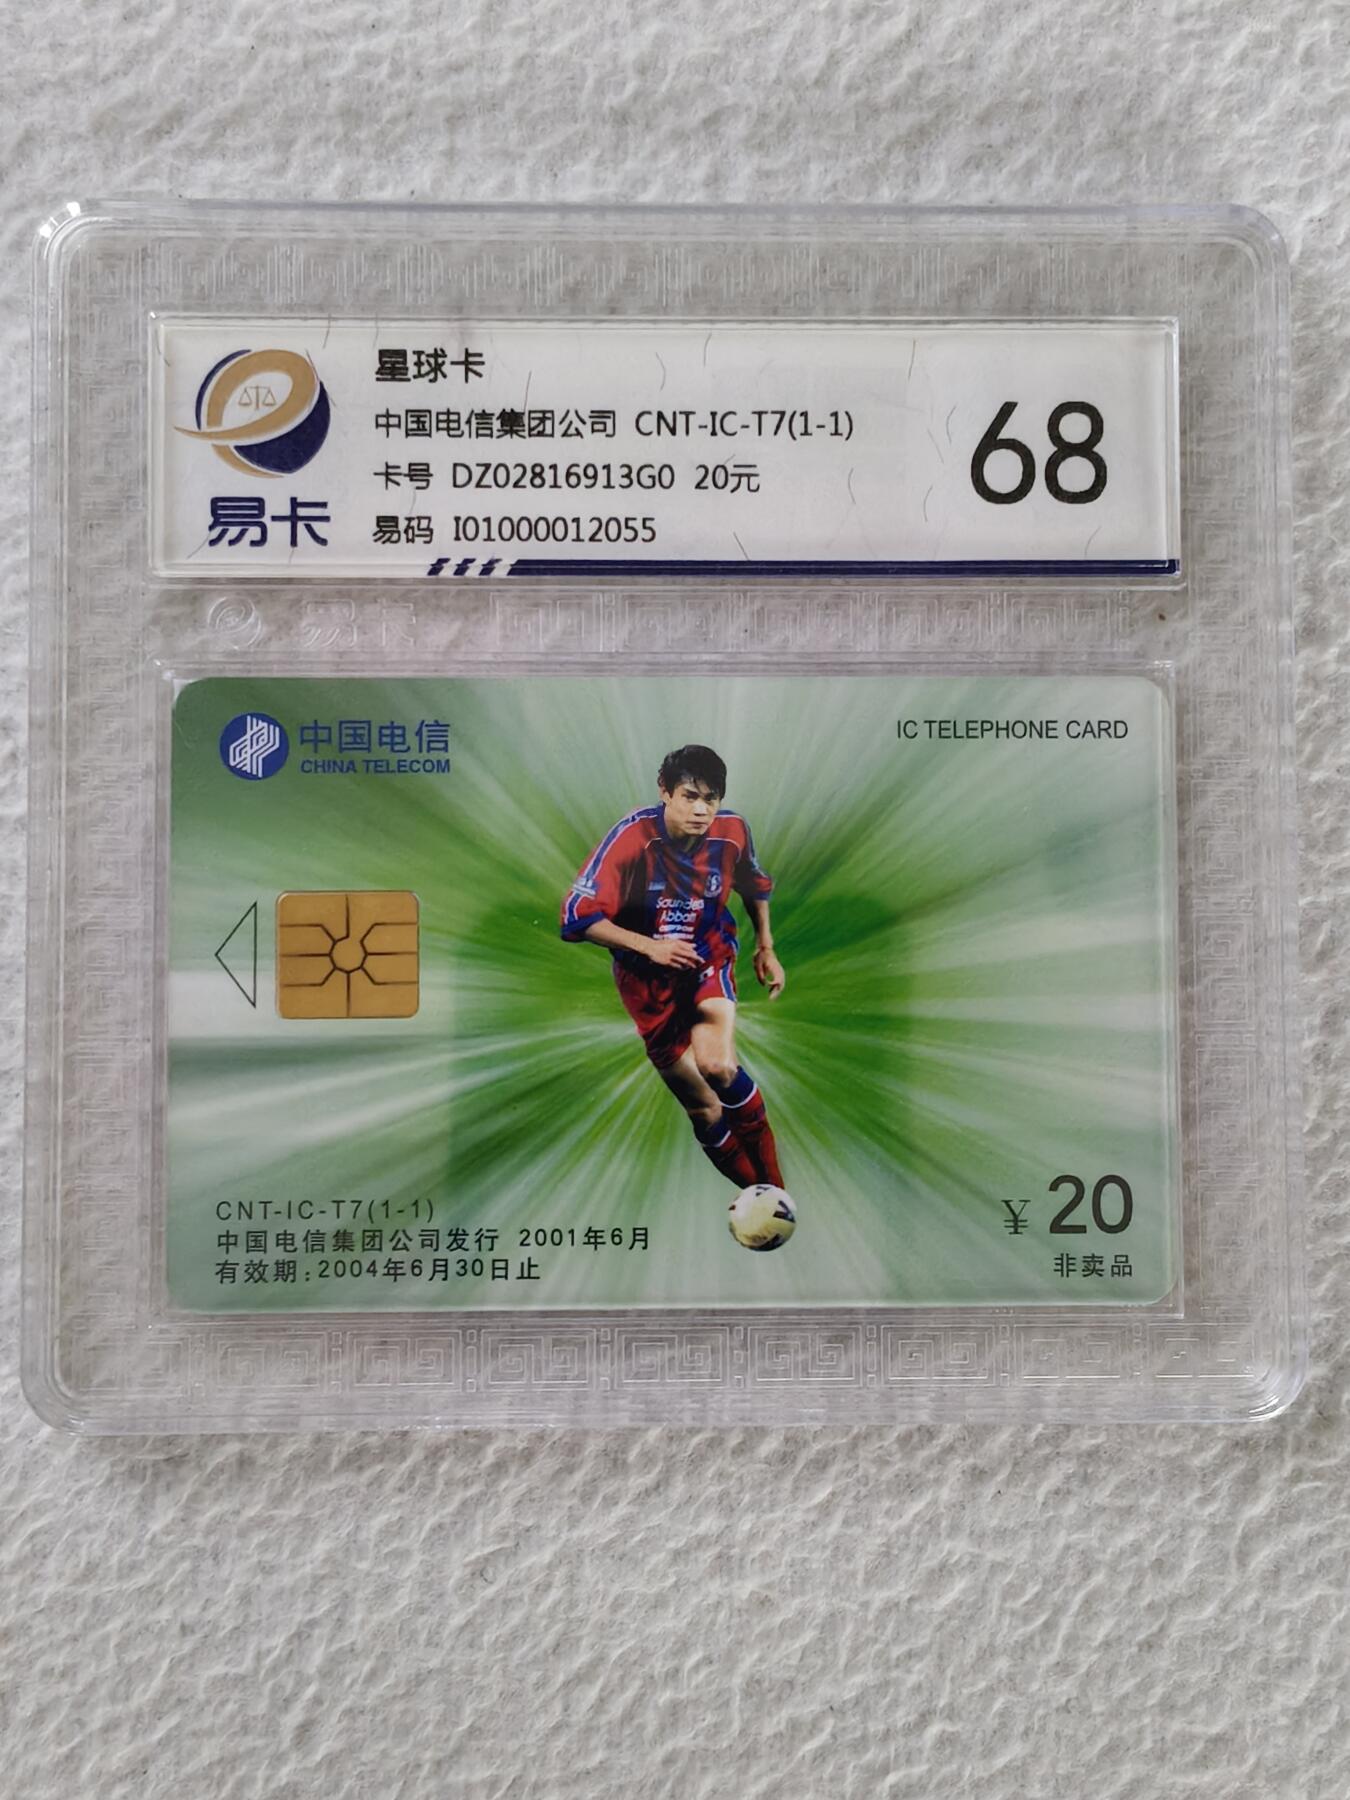 星球卡
中国电信集团公司 CNT-IC-T7(1-1)
卡号 DZ02816913G0 20元
易码 I01000012055
易卡
68
易卡
中国电信
CHINA TELECOM
IC TELEPHONE CARD
Saunders
Abbott
CNT-IC-T7(1-1)
中国电信集团公司发行 2001年6月
有效期:2004年6月30日止
¥20
非卖品